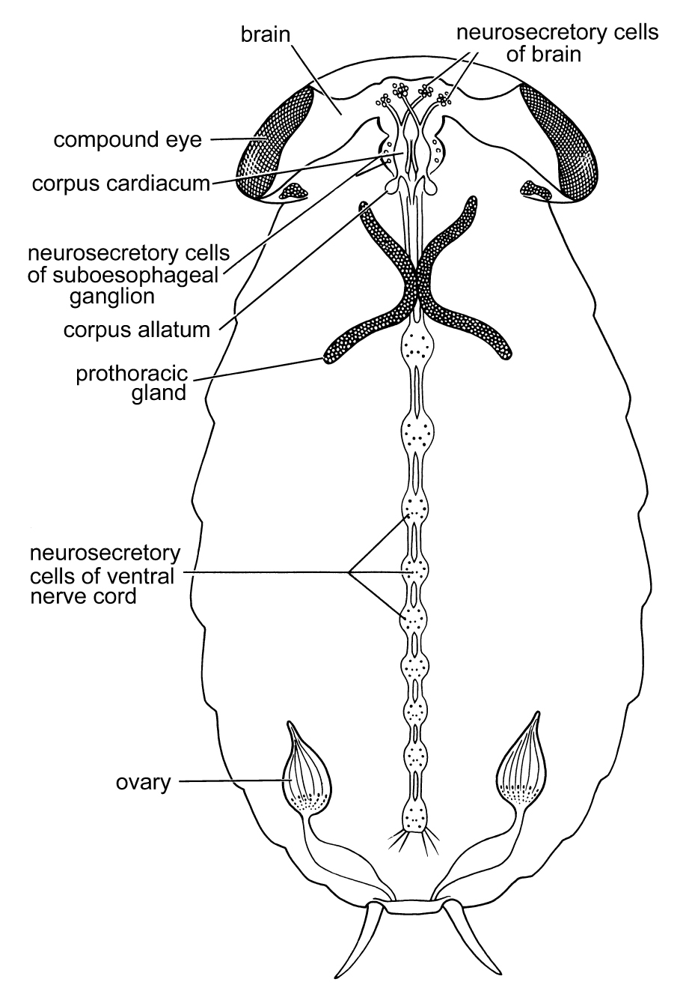 brain
neurosecretory cells
of brain
compound eye
corpus cardiacum
neurosecretory cells
of suboesophageal
ganglion
corpus allatum
prothoracic
gland
neurosecretory
cells of ventral
nerve cord
ovary